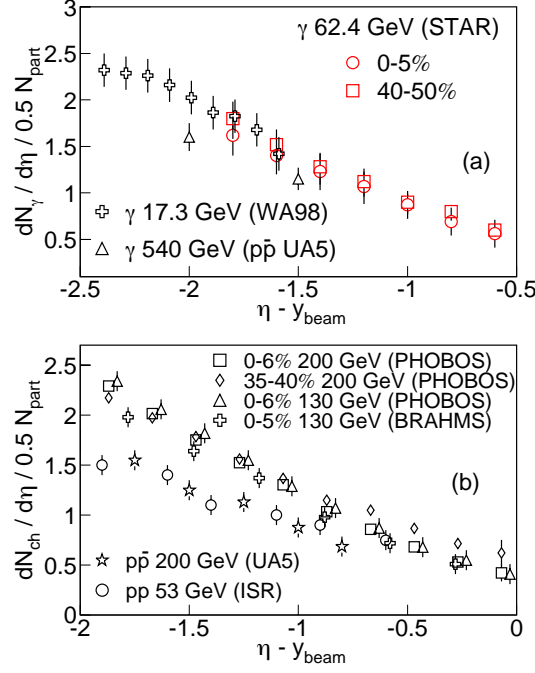 γ 62.4 GeV (STAR)
0-5%
40-50%
(a)
γ 17.3 GeV (WA98)
γ 540 GeV (pp̄ UA5)
3
2.5
2
1.5
1
0.5
dN_γ / dη / 0.5 N_part
-2.5 -2 -1.5 -1 -0.5
η - y_beam
0-6% 200 GeV (PHOBOS)
35-40% 200 GeV (PHOBOS)
0-6% 130 GeV (PHOBOS)
0-5% 130 GeV (BRAHMS)
(b)
pp̄ 200 GeV (UA5)
pp 53 GeV (ISR)
2.5
2
1.5
1
0.5
0
dN_ch / dη / 0.5 N_part
-2 -1.5 -1 -0.5 0
η - y_beam